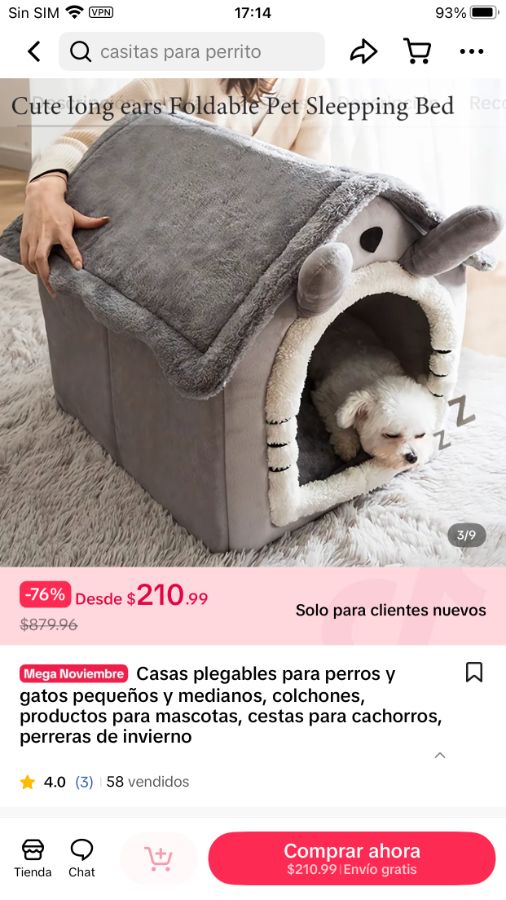 Sin SIM VPN 17:14 93%
casitas para perrito
Cute long ears Foldable Pet Sleepping Bed
Z
z
3/9
-76% Desde $210.99
$879.96
Solo para clientes nuevos
Mega Noviembre Casas plegables para perros y
gatos pequeños y medianos, colchones,
productos para mascotas, cestas para cachorros,
perreras de invierno
4.0 (3) 58 vendidos
Tienda
Chat
Comprar ahora
$210.99 Envío gratis